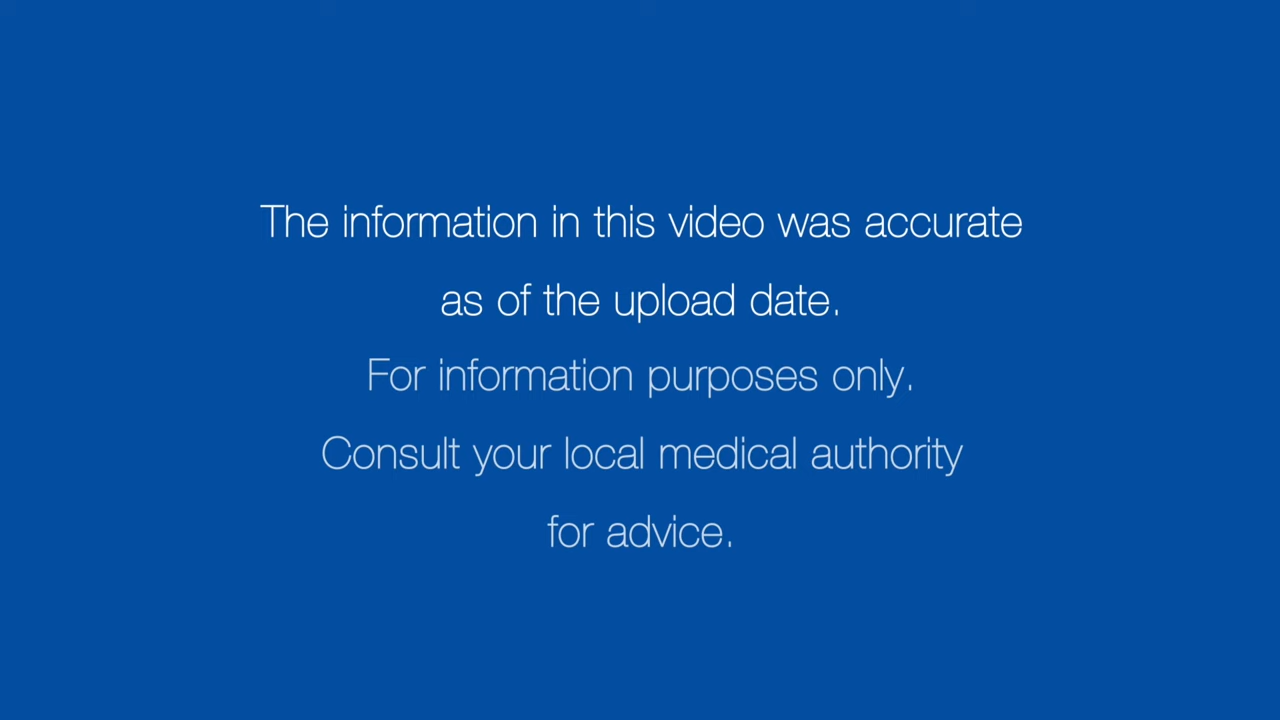 The information in this video was accurate
as of the upload date.
For information purposes only.
Consult your local medical authority
for advice.